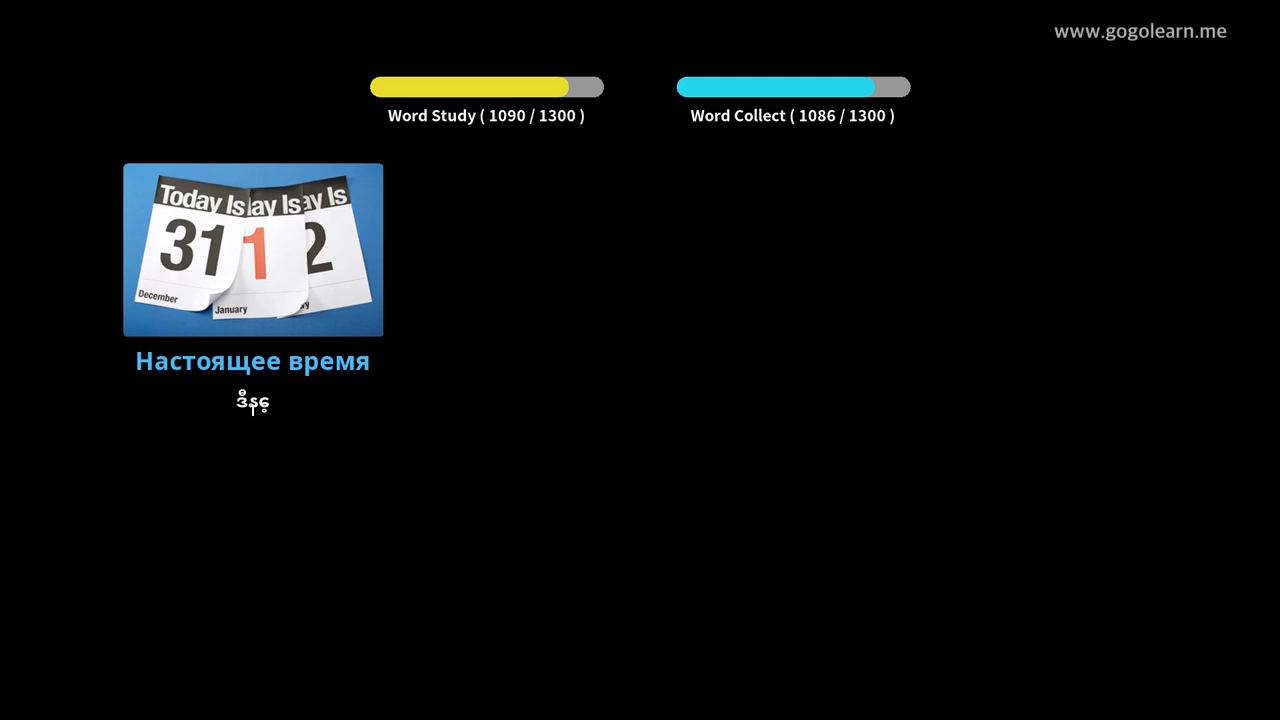 www.gogolearn.me
Word Study ( 1090 / 1300 )
Word Collect ( 1086 / 1300 )
Today Is
ay Is
ay Is
31
1
2
December
January
ry
Настоящее время
ဒီနေ့